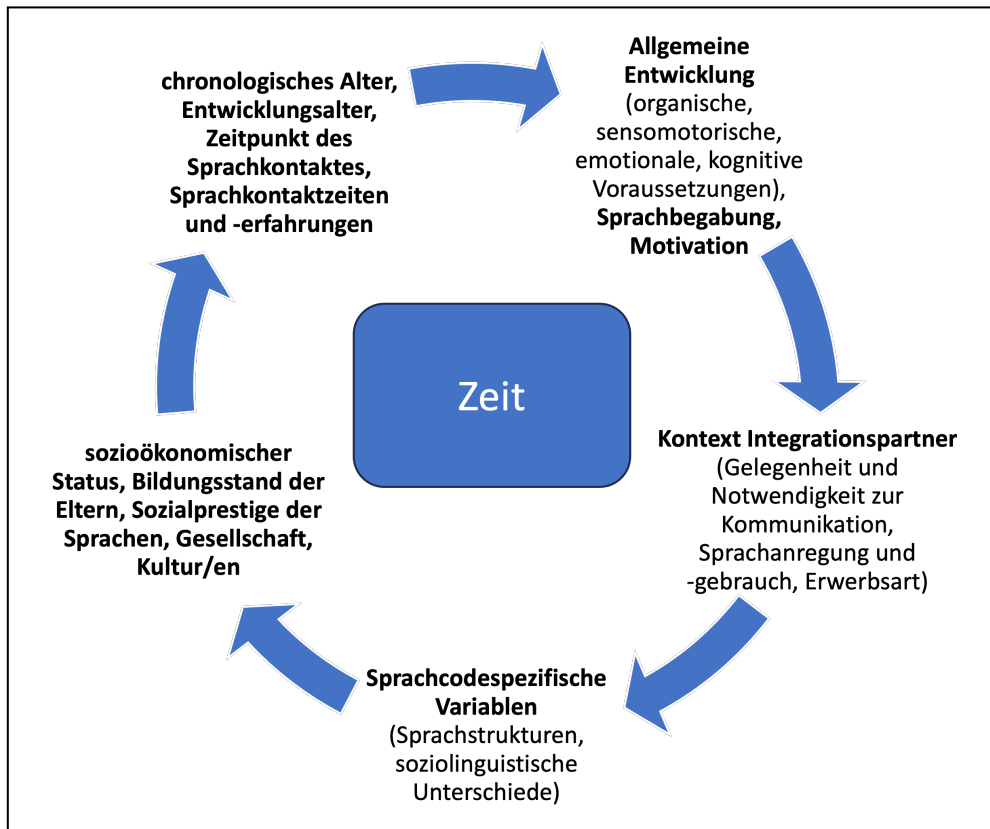 chronologisches Alter,
Entwicklungsalter,
Zeitpunkt des
Sprachkontaktes,
Sprachkontaktzeiten
und -erfahrungen
Allgemeine
Entwicklung
(organische,
sensomotorische,
emotionale, kognitive
Voraussetzungen),
Sprachbegabung,
Motivation
Zeit
Kontext Integrationspartner
(Gelegenheit und
Notwendigkeit zur
Kommunikation,
Sprachanregung und
-gebrauch, Erwerbsart)
Sprachcodespezifische
Variablen
(Sprachstrukturen,
soziolinguistische
Unterschiede)
sozioökonomischer
Status, Bildungsstand der
Eltern, Sozialprestige der
Sprachen, Gesellschaft,
Kultur/en